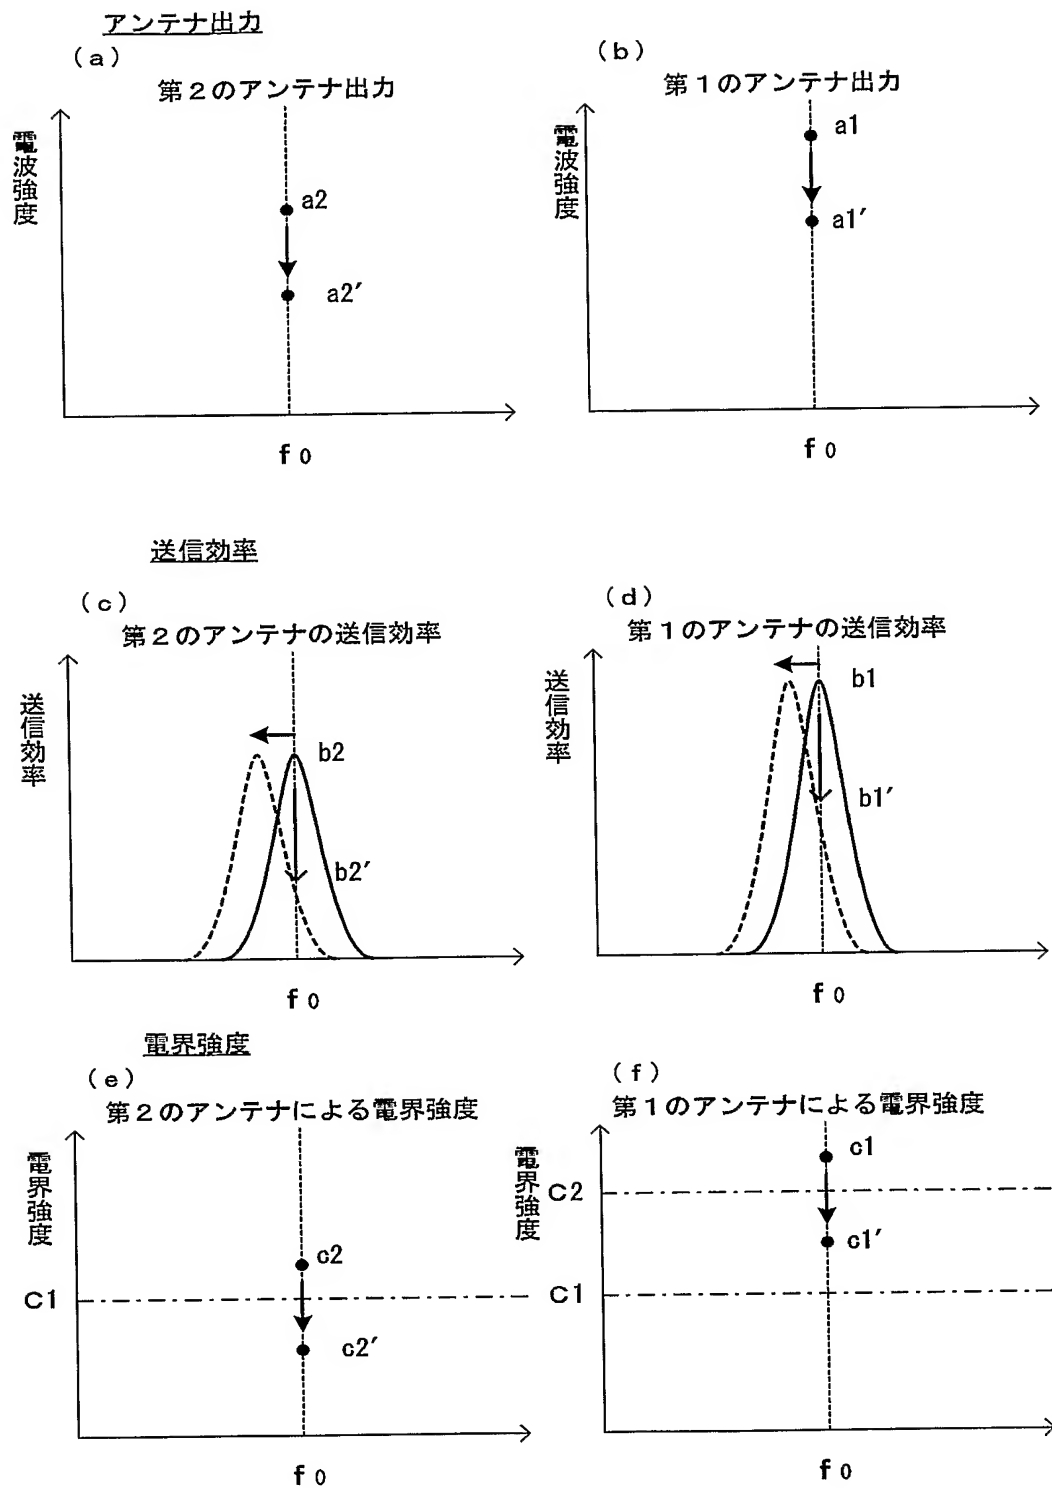 アンテナ出力
(a)
第2のアンテナ出力
電波強度
a2
a2′
f0
(b)
第1のアンテナ出力
電波強度
a1
a1′
f0
送信効率
(c)
第2のアンテナの送信効率
送信効率
b2
b2′
f0
(d)
第1のアンテナの送信効率
送信効率
b1
b1′
f0
電界強度
(e)
第2のアンテナによる電界強度
電界強度
c2
C1
c2′
f0
(f)
第1のアンテナによる電界強度
電界強度
c1
C2
c1′
C1
f0